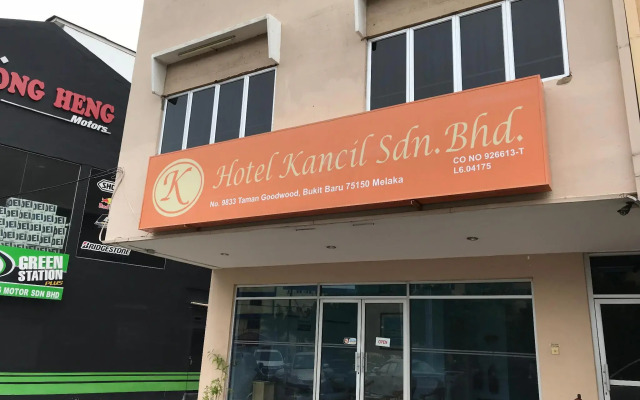 ONG HENG
Motors
K
Hotel Kancil Sdn. Bhd.
No. 9833 Taman Goodwood, Bukit Baru 75150 Melaka
CO NO 926613-T
L6.04175
BRIDGESTONE
GREEN
STATION
PLUS
MOTOR SDN BHD
OPEN